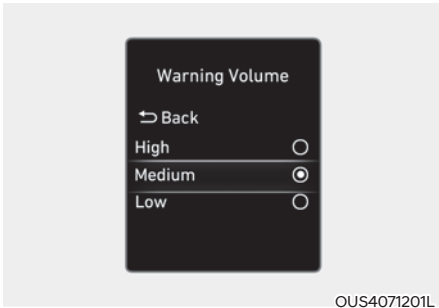 Warning Volume
Back
High
Medium
Low
OUS4071201L